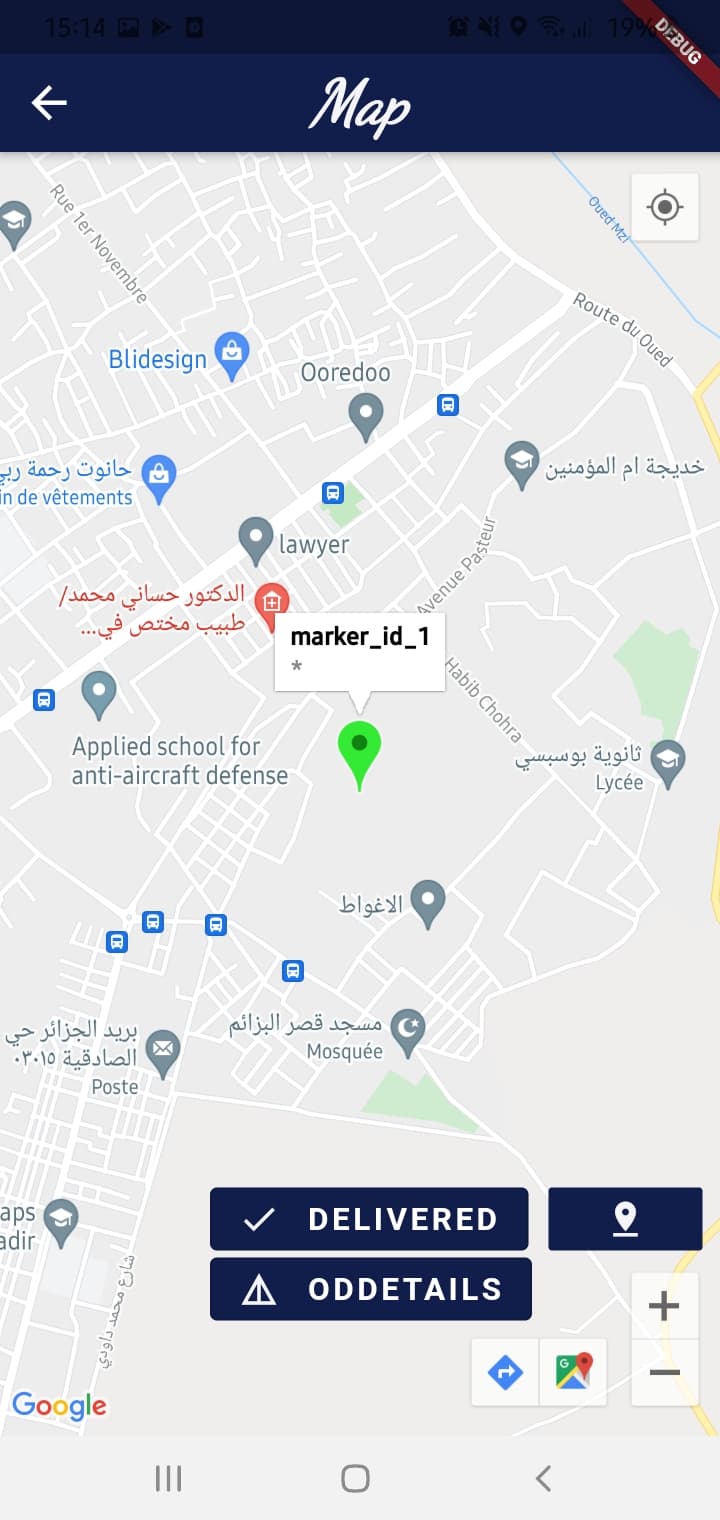 15:14
19%
DEBUG
Map
Rue 1er Novembre
Oued Mzi
Route du Oued
Blidesign
Ooredoo
حانوت رحمة ربي
in de vêtements
خديجة ام المؤمنين
lawyer
Avenue Pasteur
الدكتور حساني محمد/
طبيب مختص في...
marker_id_1
*
Habib Chohra
Applied school for
anti-aircraft defense
ثانوية بوسبسي
Lycée
الاغواط
مسجد قصر البزائم
Mosquée
بريد الجزائر حي
الصادقية ٠٣٠١٥
Poste
aps
adir
شارع محمد داودي
DELIVERED
ODDETAILS
G
Google